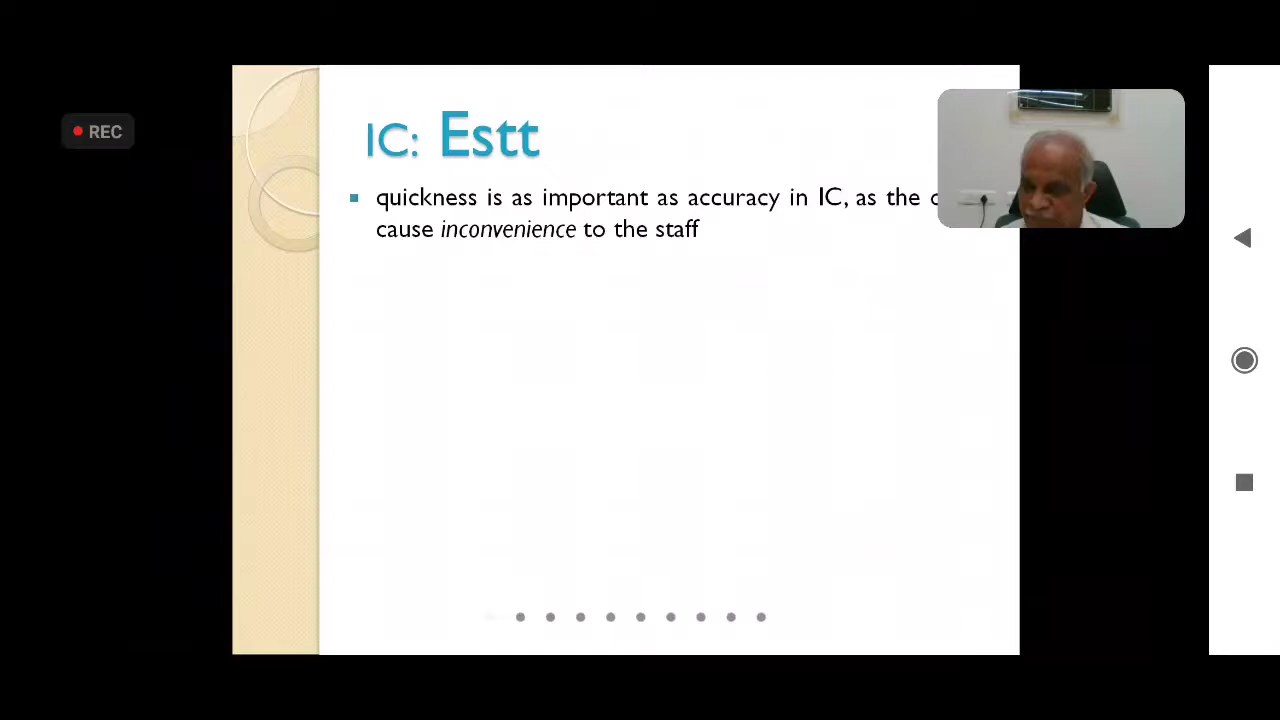 REC
IC: Estt
quickness is as important as accuracy in IC, as the
cause inconvenience to the staff